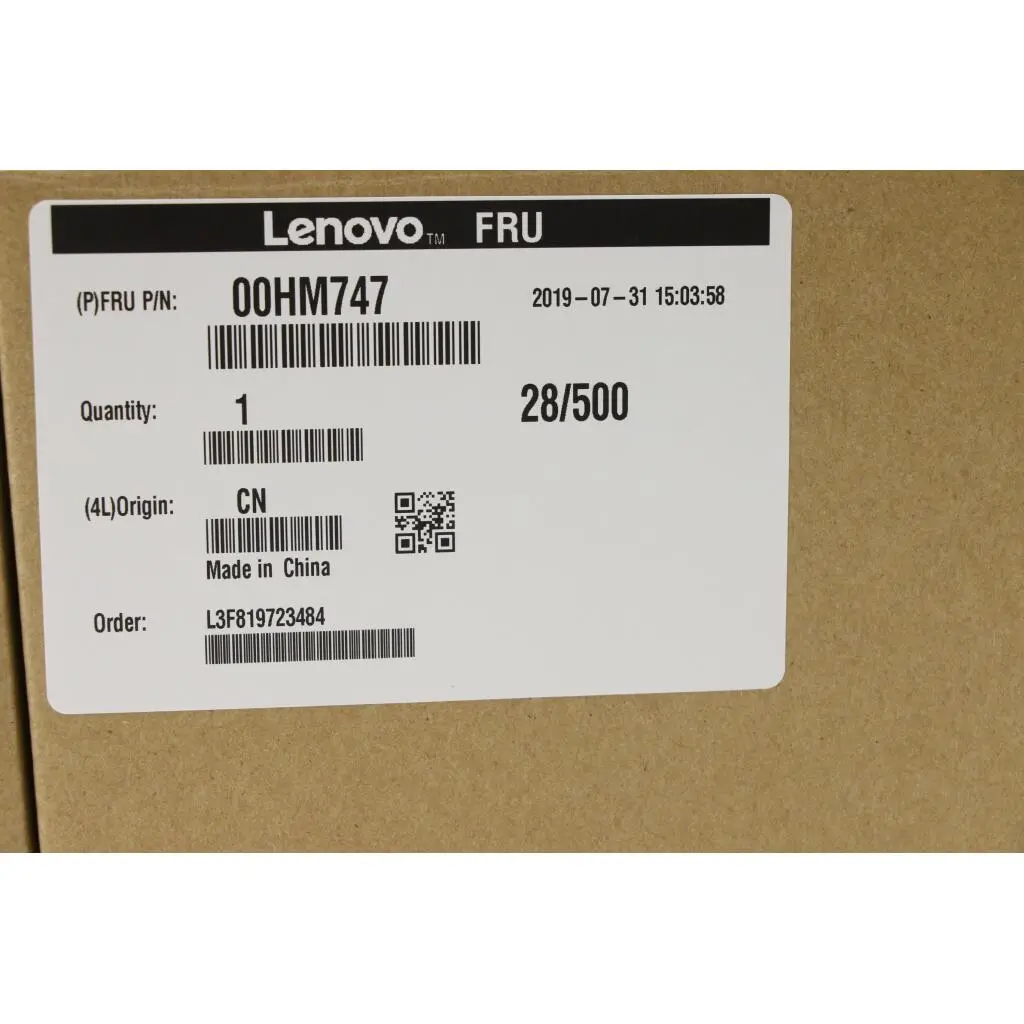 Lenovo™ FRU
(P)FRU P/N: 00HM747 2019-07-31 15:03:58
Quantity: 1 28/500
(4L)Origin: CN
Made in China
Order: L3F819723484